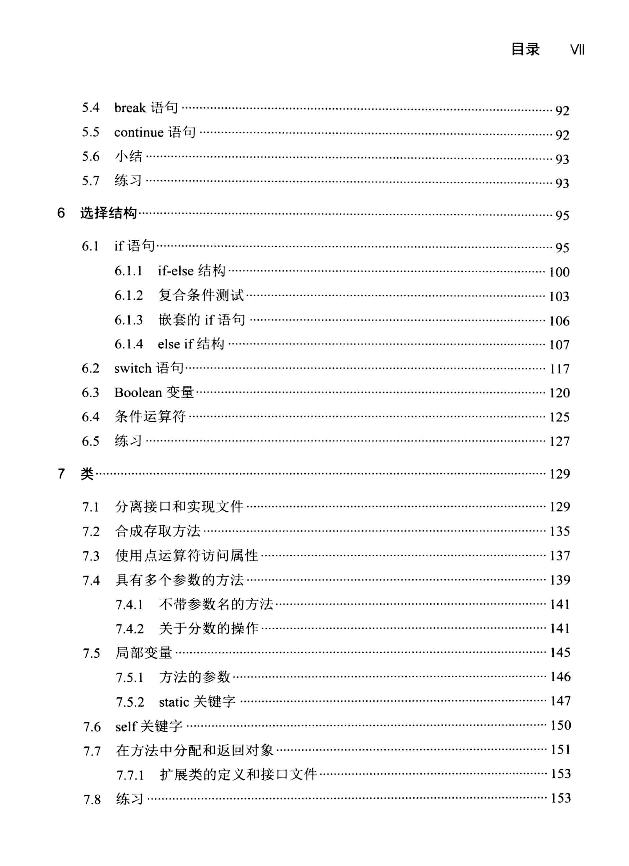 目录 VII
5.4 break 语句 92
5.5 continue 语句 92
5.6 小结 93
5.7 练习 93
6 选择结构 95
6.1 if 语句 95
6.1.1 if-else 结构 100
6.1.2 复合条件测试 103
6.1.3 嵌套的 if 语句 106
6.1.4 else if 结构 107
6.2 switch 语句 117
6.3 Boolean 变量 120
6.4 条件运算符 125
6.5 练习 127
7 类 129
7.1 分离接口和实现文件 129
7.2 合成存取方法 135
7.3 使用点运算符访问属性 137
7.4 具有多个参数的方法 139
7.4.1 不带参数名的方法 141
7.4.2 关于分数的操作 141
7.5 局部变量 145
7.5.1 方法的参数 146
7.5.2 static 关键字 147
7.6 self 关键字 150
7.7 在方法中分配和返回对象 151
7.7.1 扩展类的定义和接口文件 153
7.8 练习 153